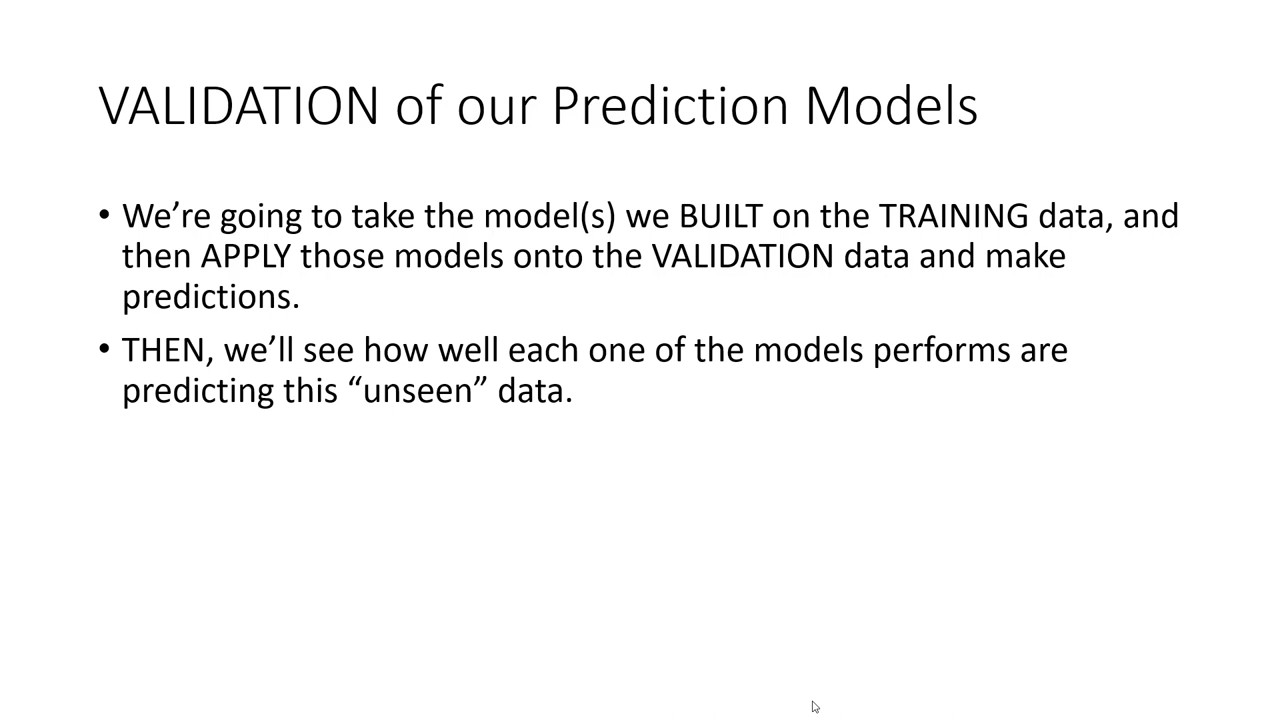 VALIDATION of our Prediction Models
• We’re going to take the model(s) we BUILT on the TRAINING data, and
then APPLY those models onto the VALIDATION data and make
predictions.
• THEN, we’ll see how well each one of the models performs are
predicting this “unseen” data.